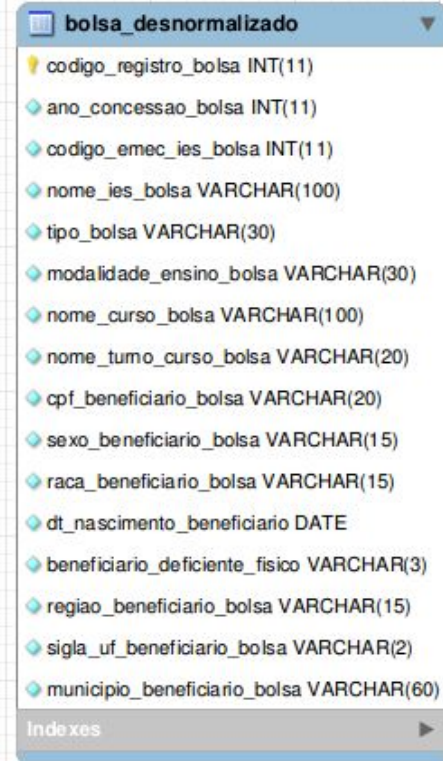 bolsa_desnormalizado
codigo_registro_bolsa INT(11)
ano_concessao_bolsa INT(11)
codigo_emec_ies_bolsa INT(11)
nome_ies_bolsa VARCHAR(100)
tipo_bolsa VARCHAR(30)
modalidade_ensino_bolsa VARCHAR(30)
nome_curso_bolsa VARCHAR(100)
nome_turno_curso_bolsa VARCHAR(20)
cpf_beneficiario_bolsa VARCHAR(20)
sexo_beneficiario_bolsa VARCHAR(15)
raca_beneficiario_bolsa VARCHAR(15)
dt_nascimento_beneficiario DATE
beneficiario_deficiente_fisico VARCHAR(3)
regiao_beneficiario_bolsa VARCHAR(15)
sigla_uf_beneficiario_bolsa VARCHAR(2)
municipio_beneficiario_bolsa VARCHAR(60)
Indexes